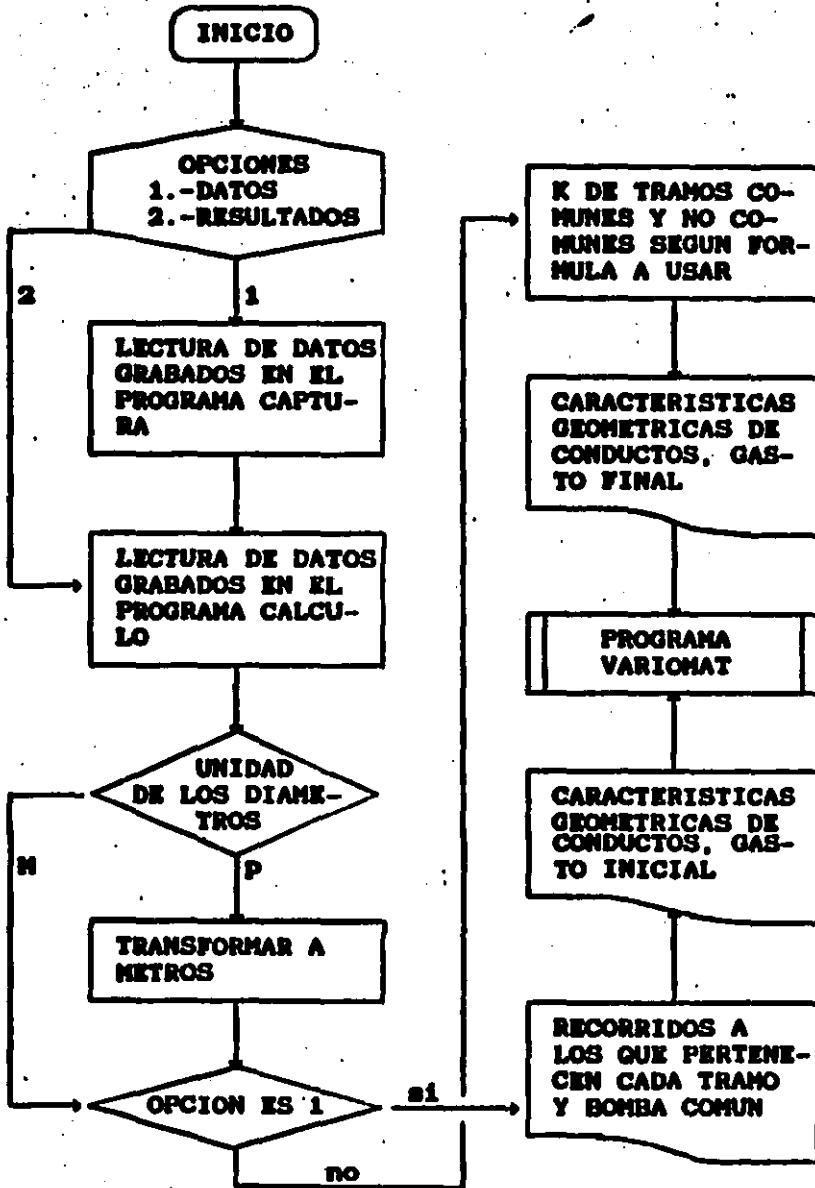 INICIO
OPCIONES
1.-DATOS
2.-RESULTADOS
2
1
LECTURA DE DATOS
GRABADOS EN EL
PROGRAMA CAPTU-
RA
LECTURA DE DATOS
GRABADOS EN EL
PROGRAMA CALCU-
LO
UNIDAD
DE LOS DIAME-
TROS
M
P
TRANSFORMAR A
METROS
OPCION ES 1
si
no
K DE TRAMOS CO-
MUNES Y NO CO-
MUNES SEGUN FOR-
MULA A USAR
CARACTERISTICAS
GEOMETRICAS DE
CONDUCTOS, GAS-
TO FINAL
PROGRAMA
VARIOMAT
CARACTERISTICAS
GEOMETRICAS DE
CONDUCTOS, GAS-
TO INICIAL
RECORRIDOS A
LOS QUE PERTENE-
CEN CADA TRAMO
Y BOMBA COMUN